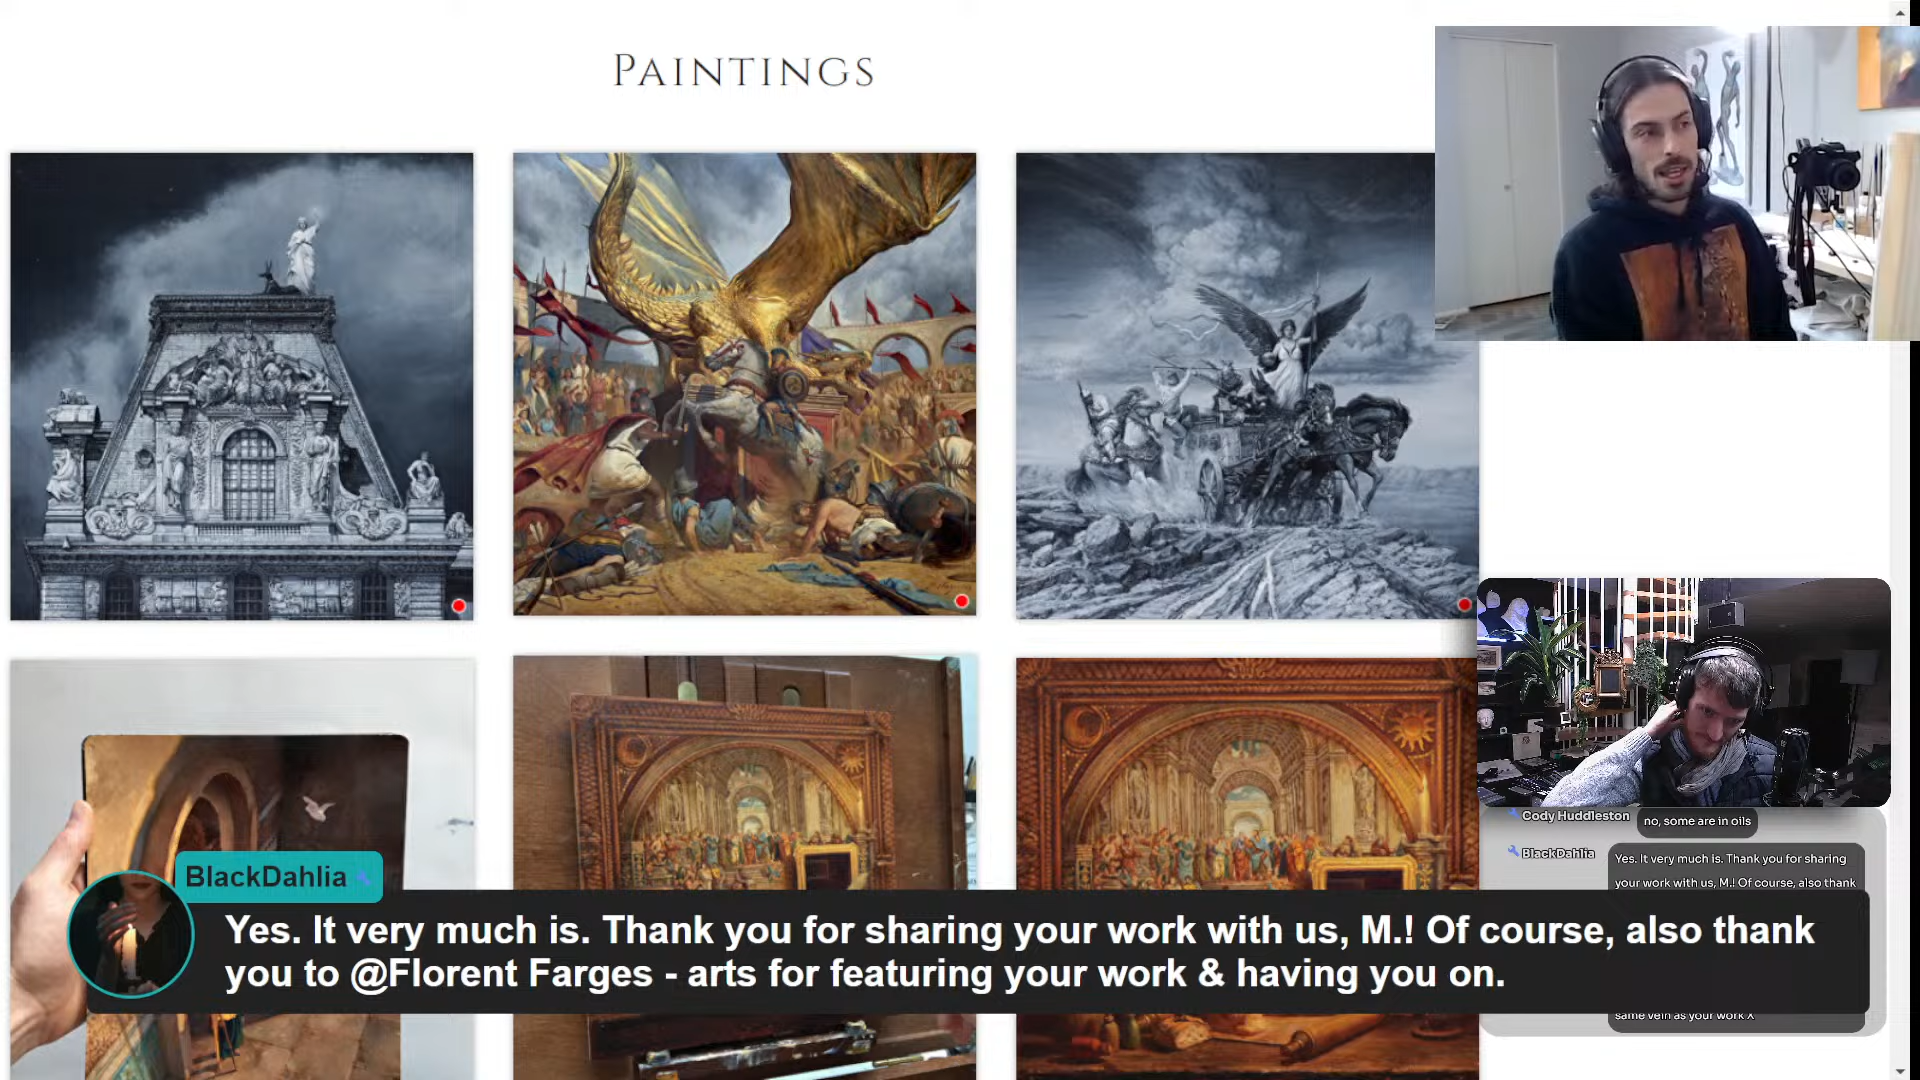 PAINTINGS
Cody Huddleston
no, some are in oils
BlackDahlia
Yes. It very much is. Thank you for sharing
your work with us, M.! Of course, also thank
BlackDahlia
Yes. It very much is. Thank you for sharing your work with us, M.! Of course, also thank
you to @Florent Farges - arts for featuring your work & having you on.
same vein as your work X